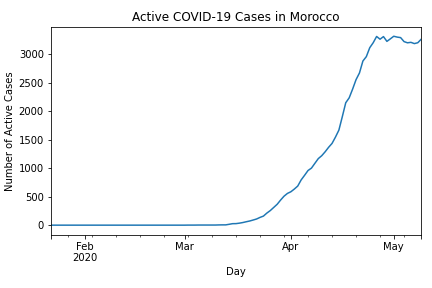 Active COVID-19 Cases in Morocco
Number of Active Cases
3000
2500
2000
1500
1000
500
0
Feb
2020
Mar
Apr
May
Day